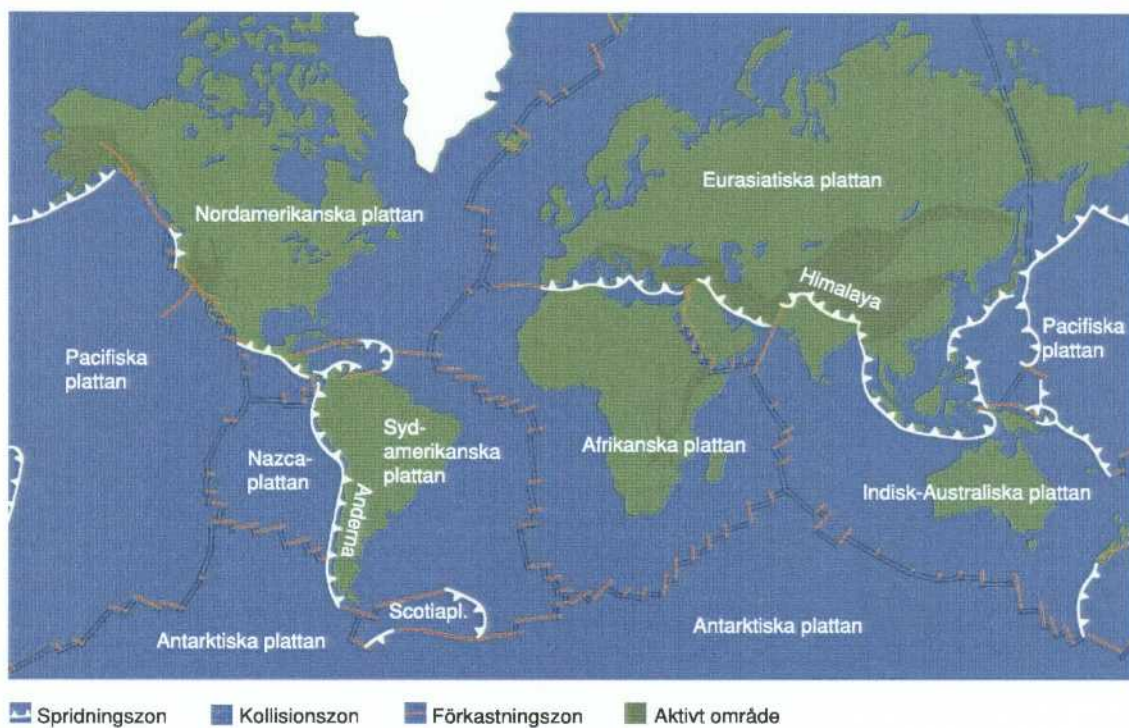 Nordamerikanska plattan
Eurasiatiska plattan
Himalaya
Pacifiska
plattan
Pacifiska
plattan
Nazca-
plattan
Syd-
amerikanska
plattan
Anderna
Afrikanska plattan
Indisk-Australiska plattan
Scotiapl.
Antarktiska plattan
Antarktiska plattan
Spridningszon
Kollisionszon
Förkastningszon
Aktivt område